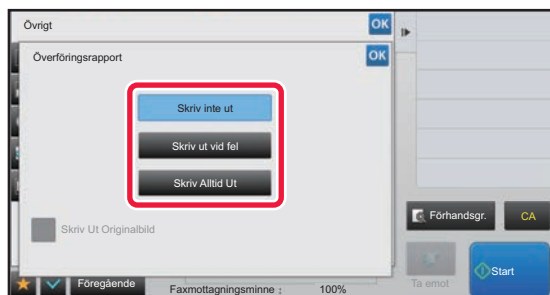 Övrigt
OK
Överföringsrapport
OK
Skriv inte ut
Skriv ut vid fel
Skriv Alltid Ut
Skriv Ut Originalbild
Förhandsgr.
CA
Föregående
Faxmottagningsminne :
100%
Ta emot
Start